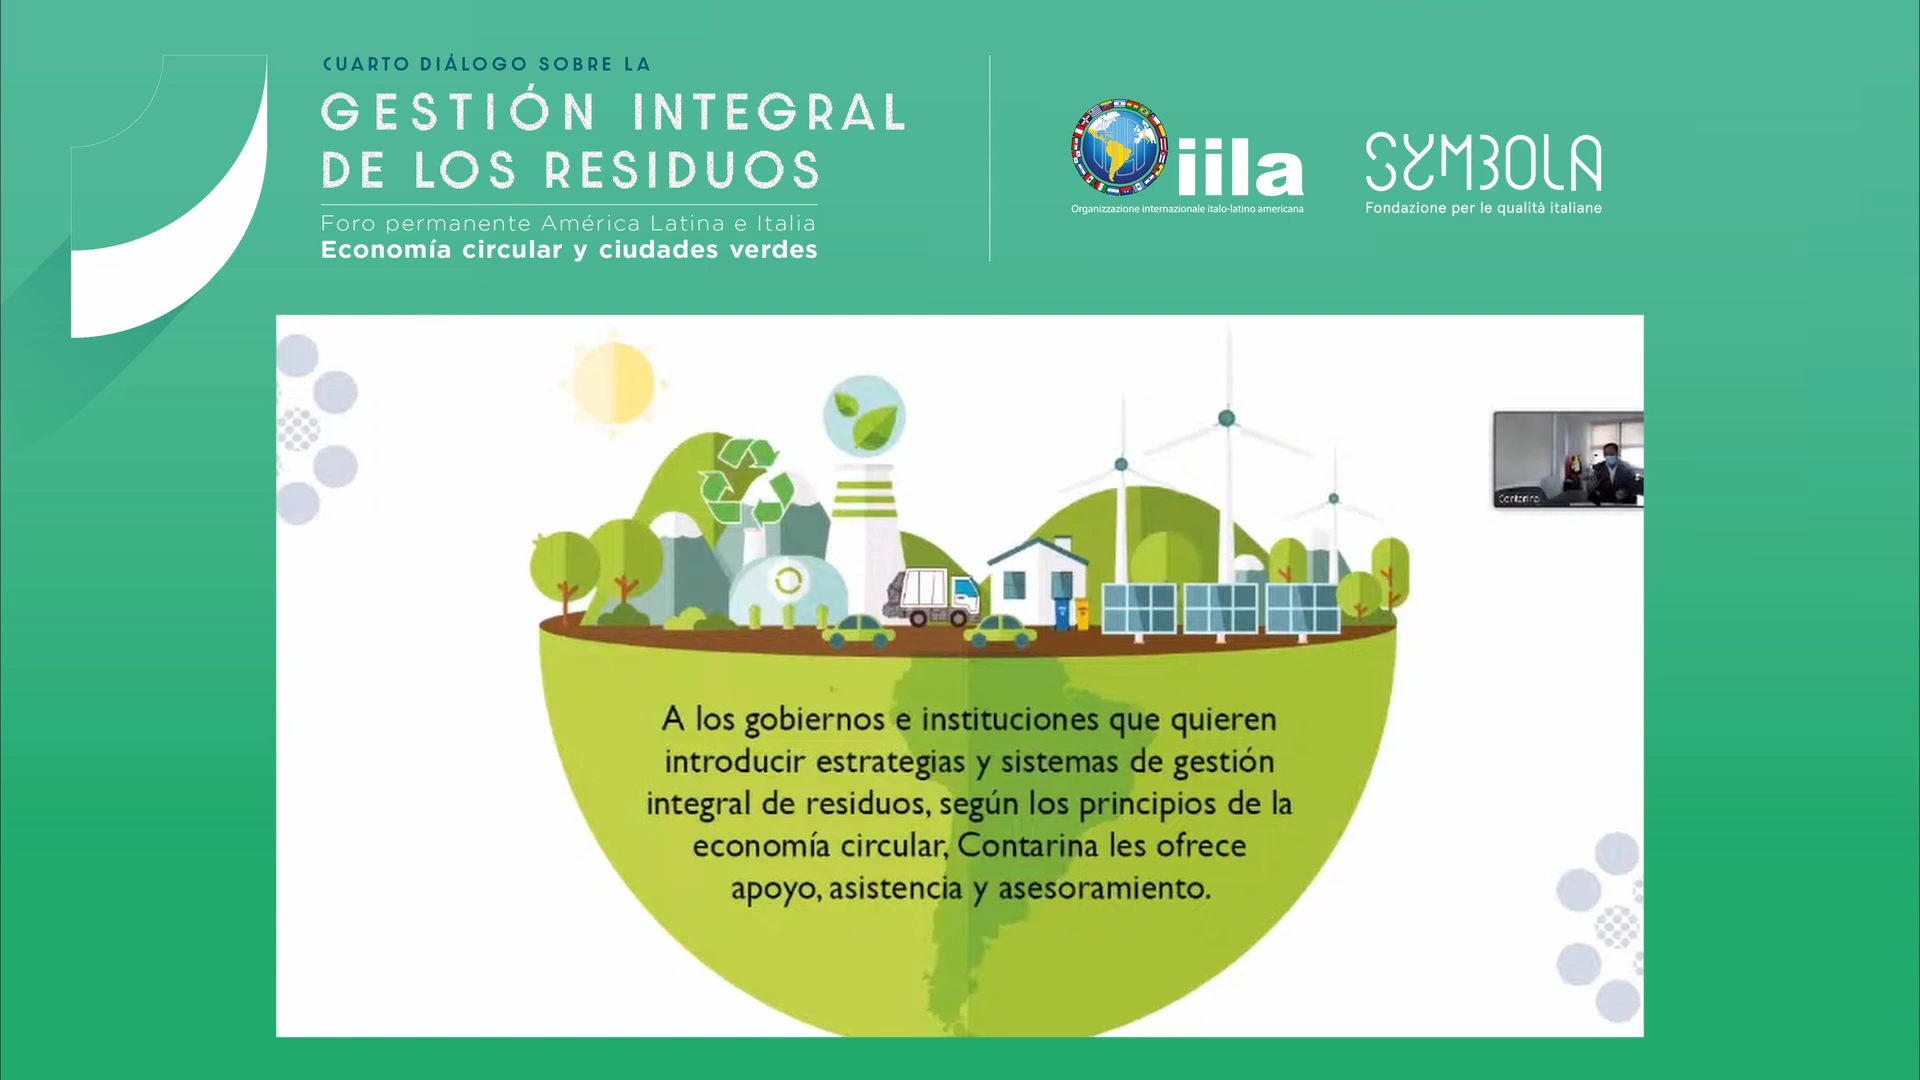 CUARTO DIÁLOGO SOBRE LA
GESTIÓN INTEGRAL
DE LOS RESIDUOS
Foro permanente América Latina e Italia
Economía circular y ciudades verdes
iila
Organizzazione internazionale italo-latino americana
SYMBOLA
Fondazione per le qualità italiane
Contarina
A los gobiernos e instituciones que quieren
introducir estrategias y sistemas de gestión
integral de residuos, según los principios de la
economía circular, Contarina les ofrece
apoyo, asistencia y asesoramiento.